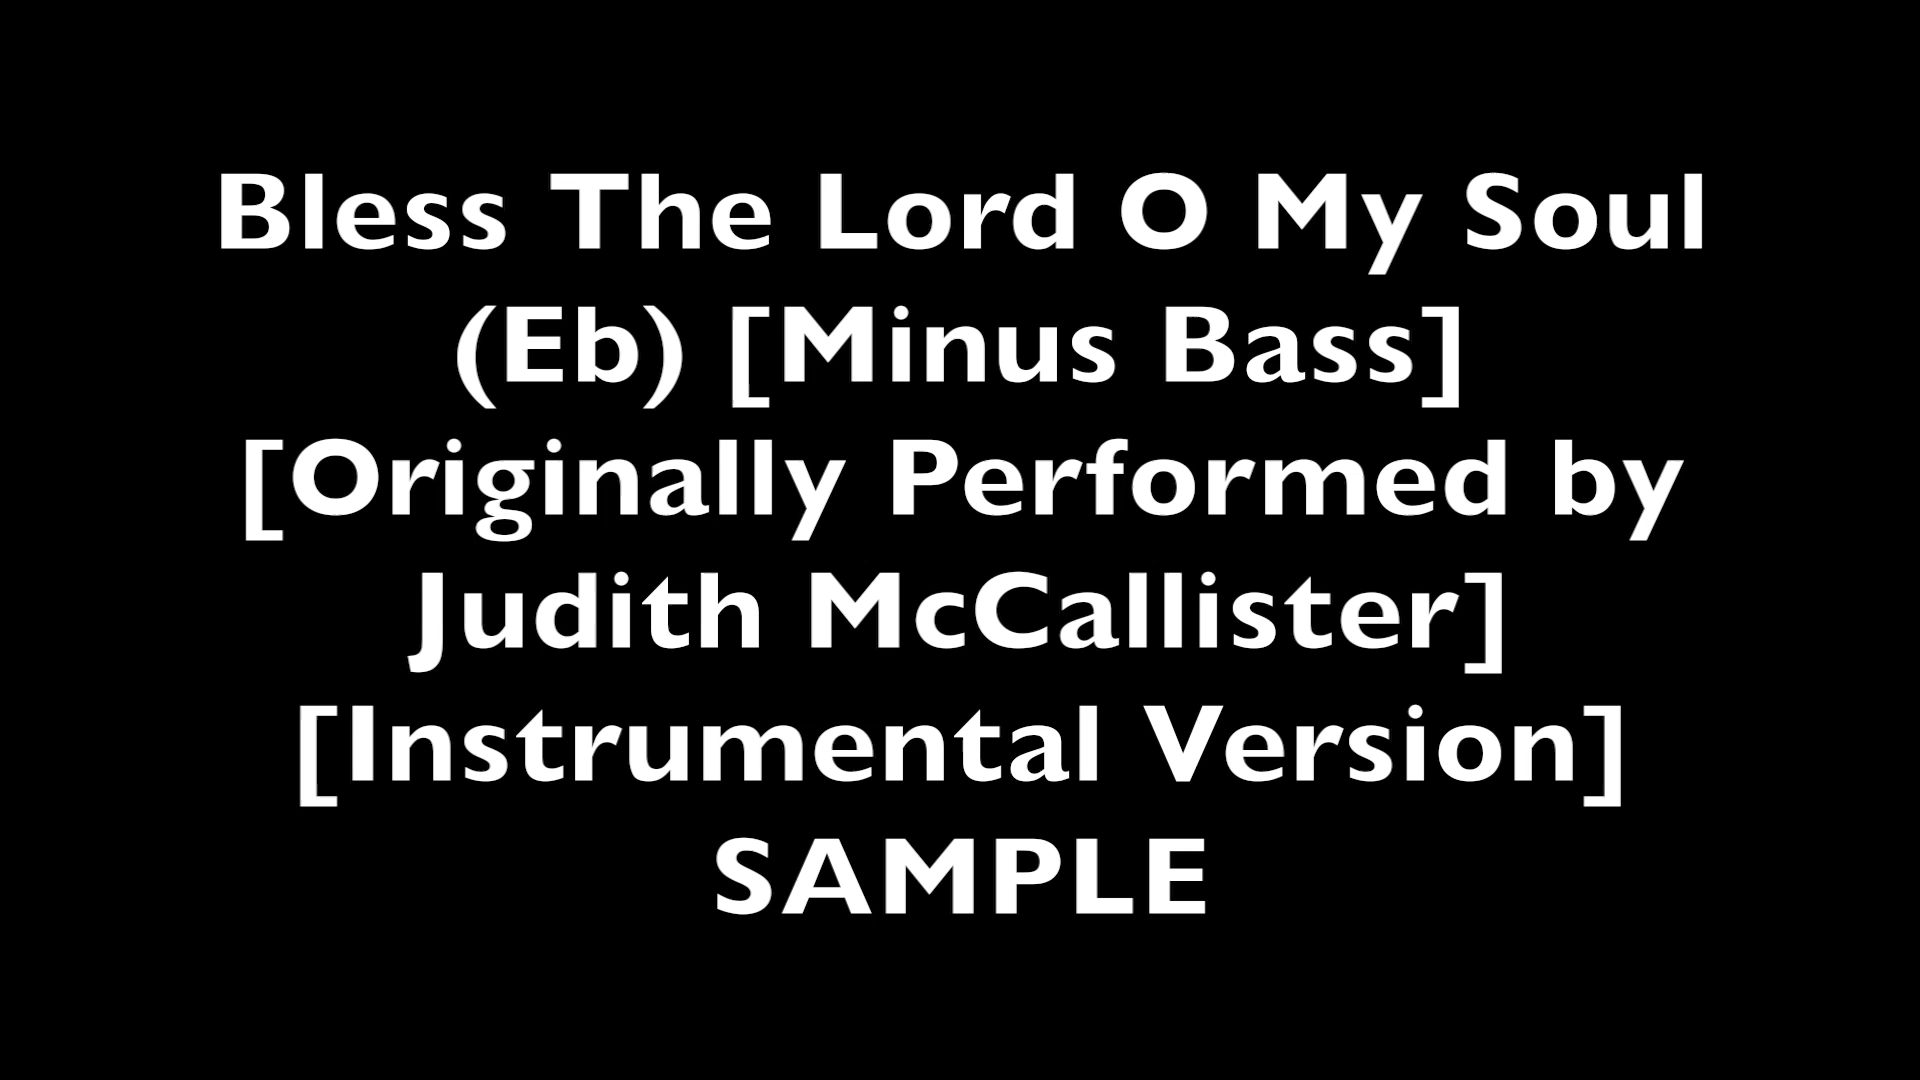 Bless The Lord O My Soul
(Eb) [Minus Bass]
[Originally Performed by
Judith McCallister]
[Instrumental Version]
SAMPLE